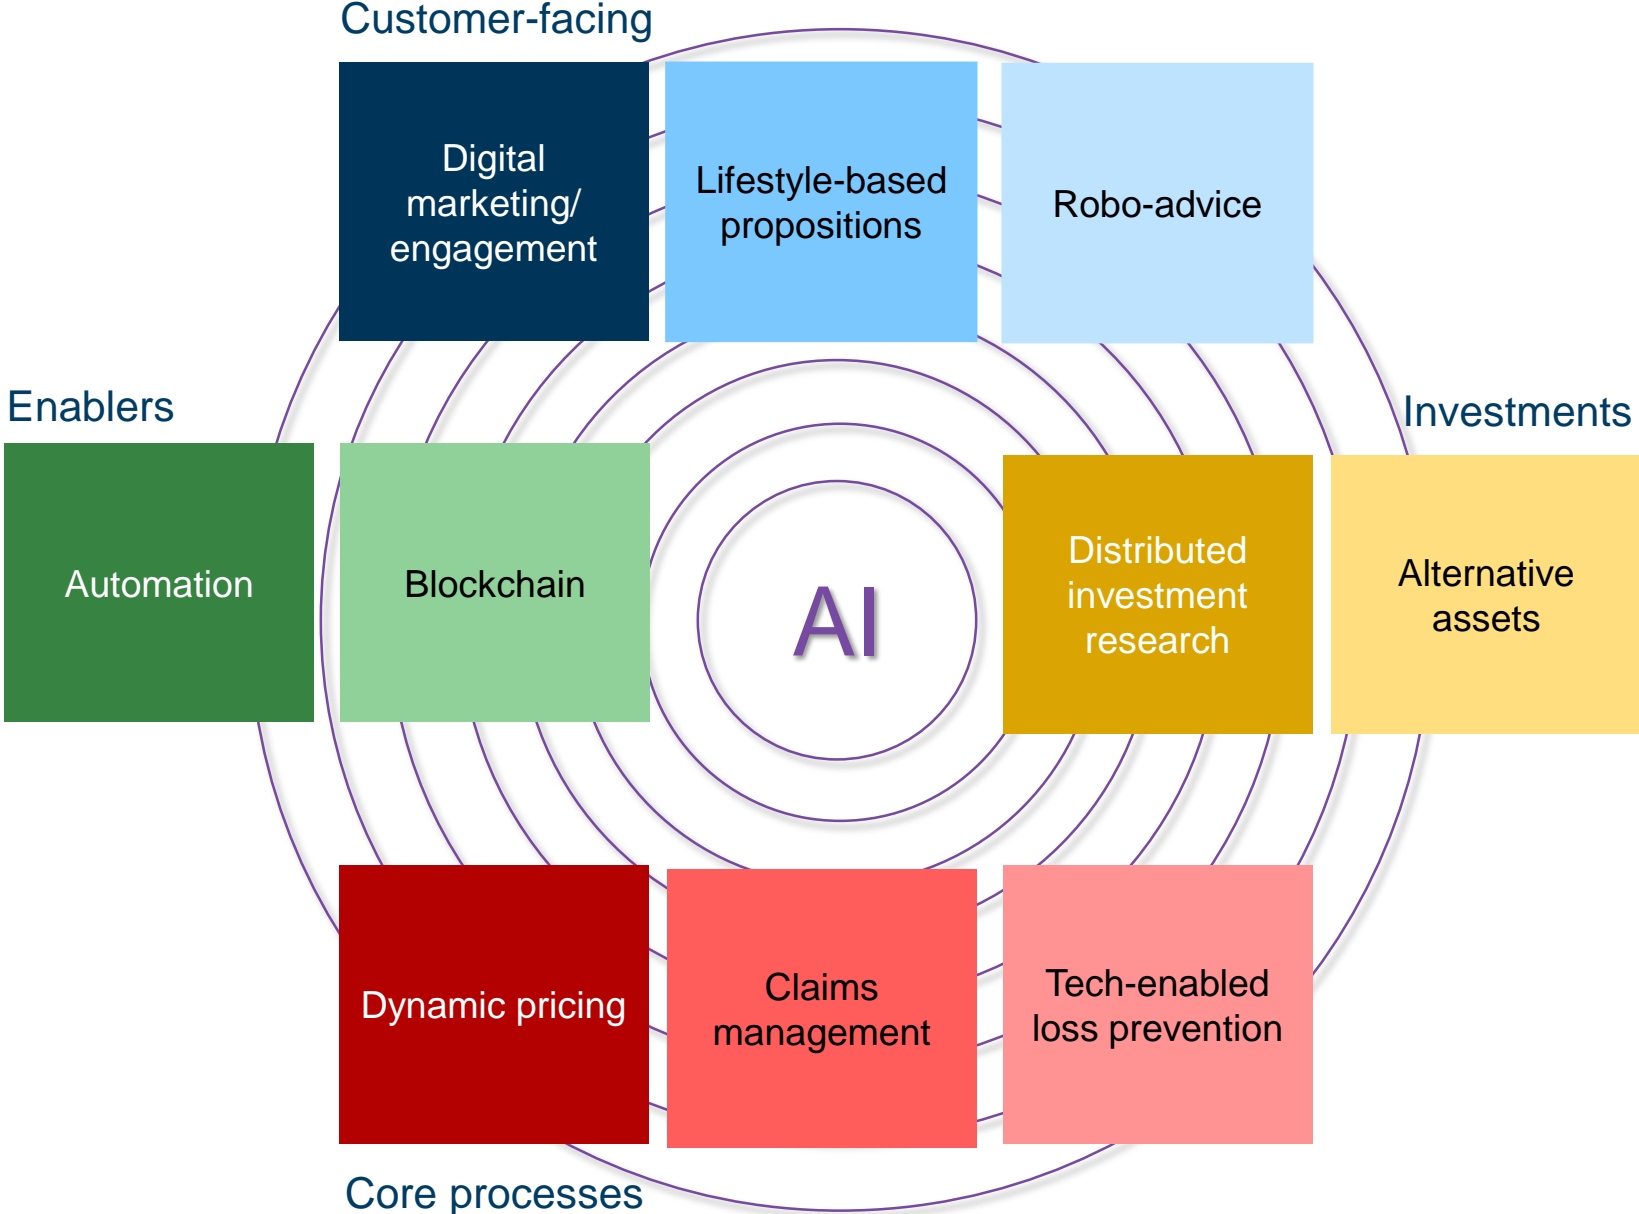 Customer-facing
Digital
marketing/
engagement
Lifestyle-based
propositions
Robo-advice
Enablers
Investments
Automation
Blockchain
AI
Distributed
investment
research
Alternative
assets
Dynamic pricing
Claims
management
Tech-enabled
loss prevention
Core processes